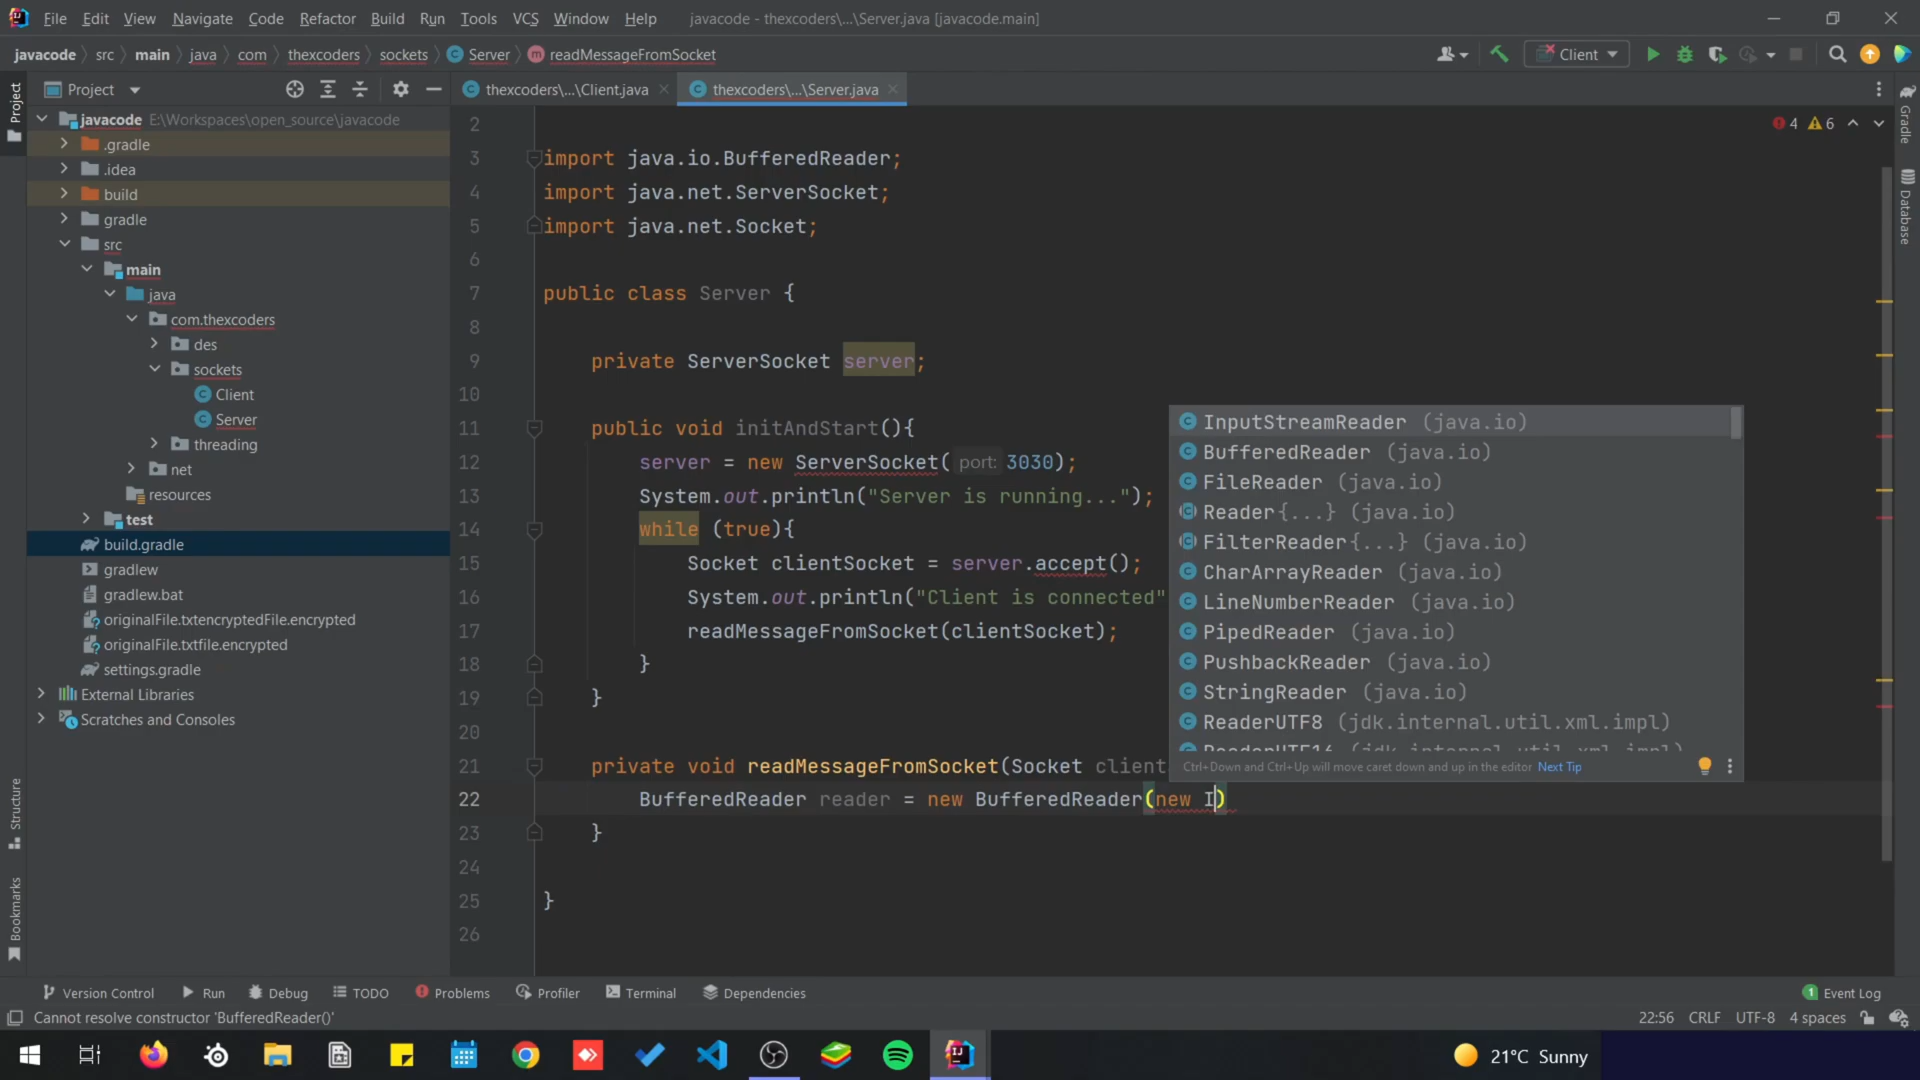 File Edit View Navigate Code Refactor Build Run Tools VCS Window Help javacode - thexcoders\...\Server.java [javacode.main]
javacode src main java com thexcoders sockets Server readMessageFromSocket Client
Project
Project
thexcoders\...\Client.java
thexcoders\...\Server.java
javacode E:\Workspaces\open_source\javacode
.gradle
.idea
build
gradle
src
main
java
com.thexcoders
des
sockets
Client
Server
threading
net
resources
test
build.gradle
gradlew
gradlew.bat
originalFile.txtencryptedFile.encrypted
originalFile.txtfile.encrypted
settings.gradle
External Libraries
Scratches and Consoles
Structure
Bookmarks
4 6
2
3 import java.io.BufferedReader;
4 import java.net.ServerSocket;
5 import java.net.Socket;
6
7 public class Server {
8
9 private ServerSocket server;
10
11 public void initAndStart(){
12 server = new ServerSocket( port: 3030);
13 System.out.println("Server is running...");
14 while (true){
15 Socket clientSocket = server.accept();
16 System.out.println("Client is connected"
17 readMessageFromSocket(clientSocket);
18 }
19 }
20
21 private void readMessageFromSocket(Socket client
22 BufferedReader reader = new BufferedReader(new I)
23 }
24
25 }
26
InputStreamReader (java.io)
BufferedReader (java.io)
FileReader (java.io)
Reader{...} (java.io)
FilterReader{...} (java.io)
CharArrayReader (java.io)
LineNumberReader (java.io)
PipedReader (java.io)
PushbackReader (java.io)
StringReader (java.io)
ReaderUTF8 (jdk.internal.util.xml.impl)
ReaderUTF16 (jdk.internal.util.xml.impl)
Ctrl+Down and Ctrl+Up will move caret down and up in the editor Next Tip
Gradle
Database
Version Control Run Debug TODO Problems Profiler Terminal Dependencies 1 Event Log
Cannot resolve constructor 'BufferedReader()' 22:56 CRLF UTF-8 4 spaces
21°C Sunny